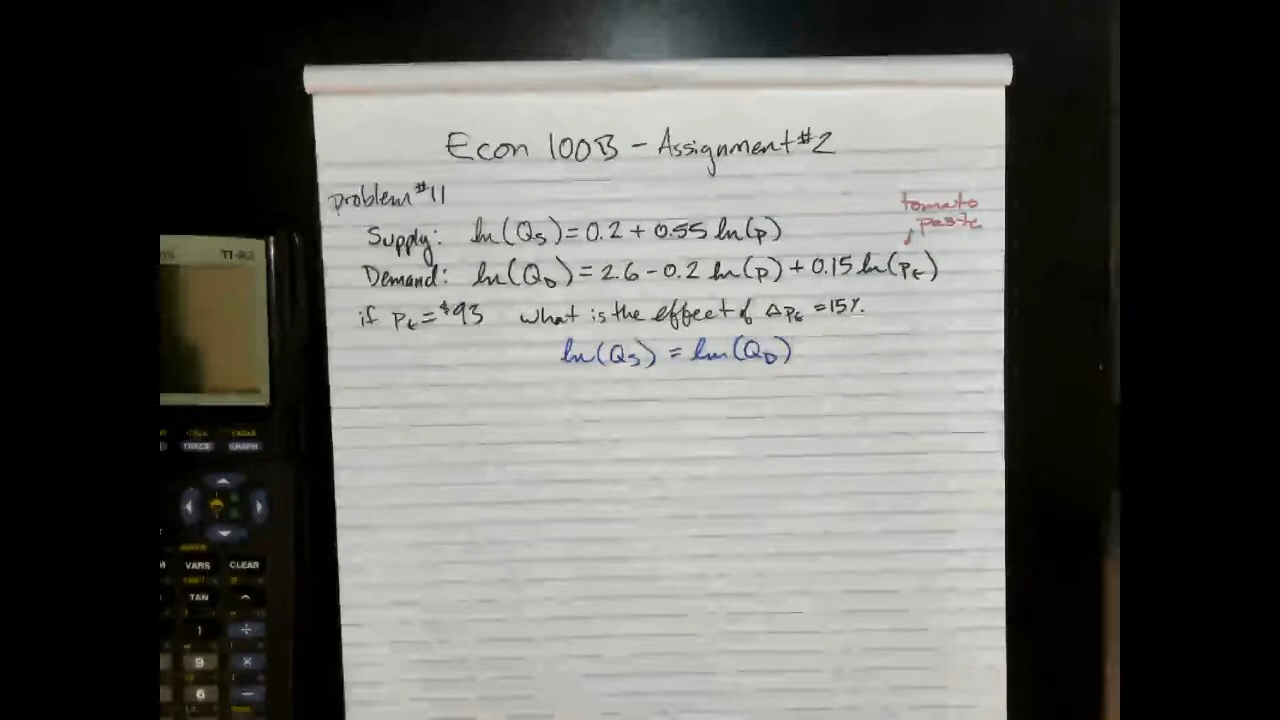 Econ 100B - Assignment #2
problem #11
tomato
paste
Supply: ln(Qs) = 0.2 + 0.55 ln(p)
Demand: ln(QD) = 2.6 - 0.2 ln(p) + 0.15 ln(pt)
if pt = $93 what is the effect of Δpt = 15%.
ln(Qs) = ln(QD)
TRACE GRAPH
VARS CLEAR
TAN ^
) ÷
9 ×
6 −